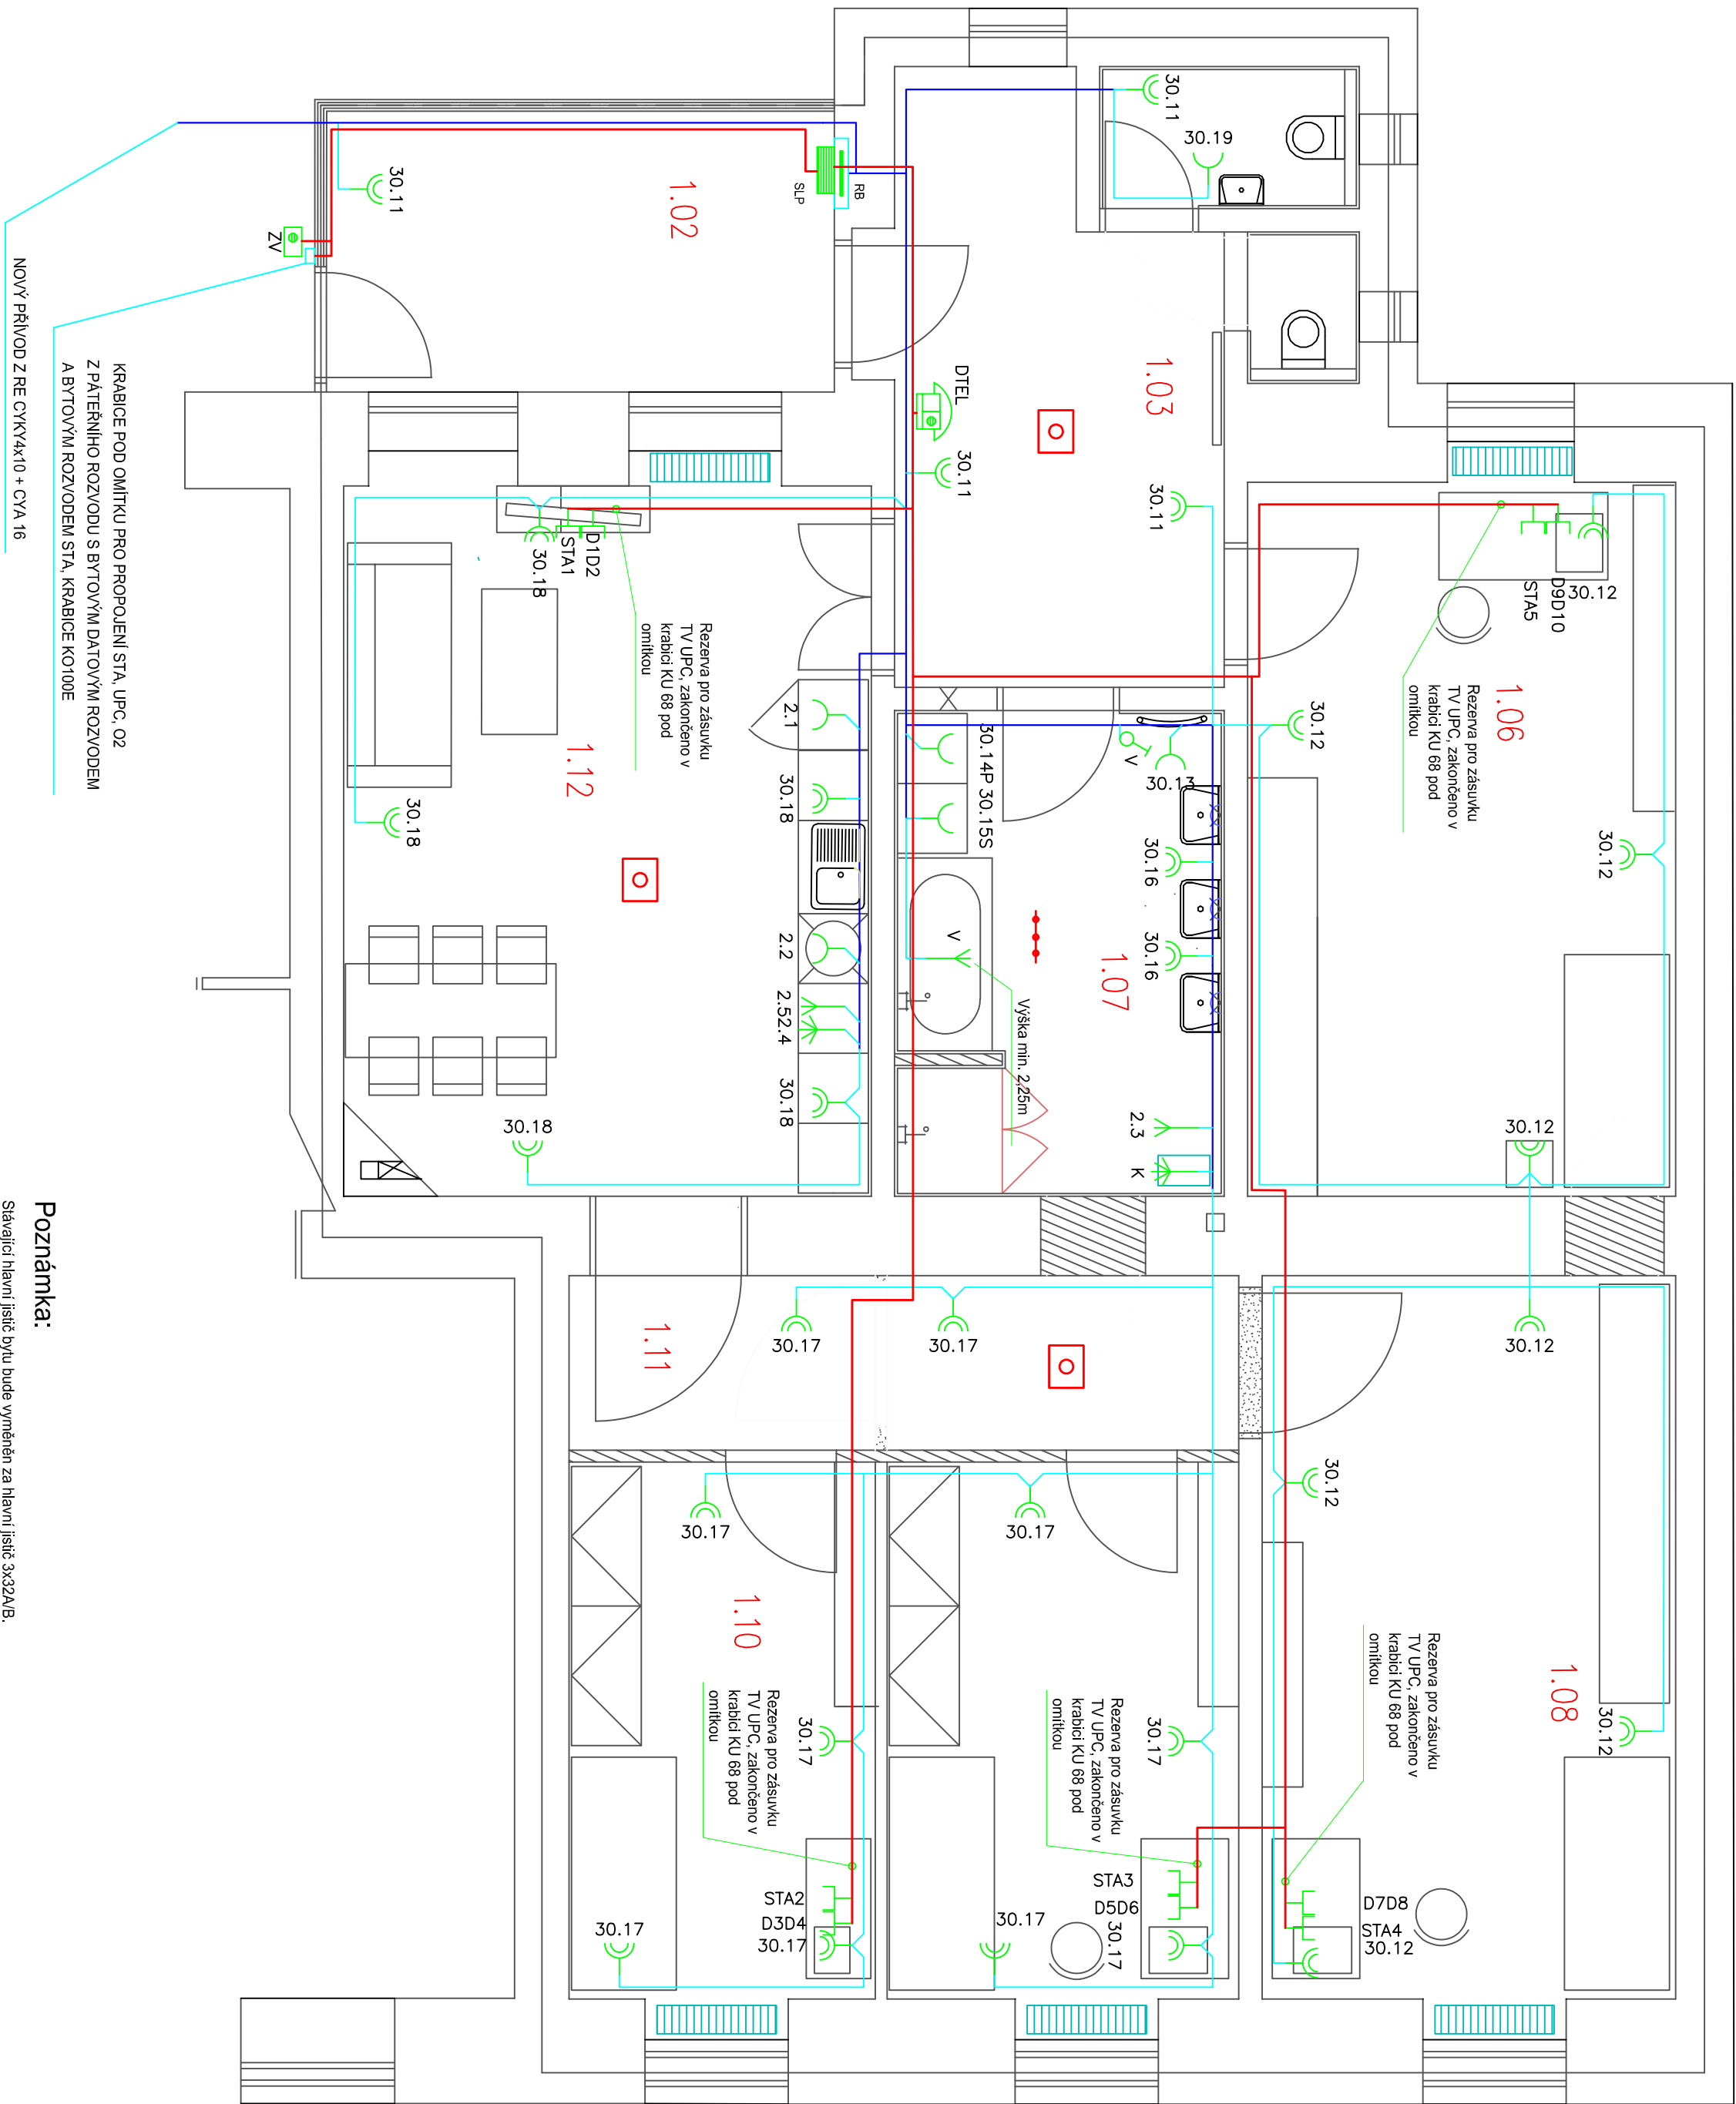 30.11
30.19
30.11
1.02
RB
SLP
ZV
DTEL
30.11
1.03
30.11
D1D2
STA1
30.18
30.12
D9D10
STA5
1.06
Rezerva pro zásuvku
TV UPC, zakončeno v
krabici KU 68 pod
omítkou
Rezerva pro zásuvku
TV UPC, zakončeno v
krabici KU 68 pod
omítkou
30.12
30.12
2.1
30.14P
30.15S
V
30.13
1.12
30.18
30.18
30.16
30.16
V
1.07
Výška min. 2,25m
2.2
2.5
2.4
30.18
30.18
2.3
K
30.12
30.12
30.17
30.17
1.11
30.12
30.17
30.17
1.10
1.08
30.12
Rezerva pro zásuvku
TV UPC, zakončeno v
krabici KU 68 pod
omítkou
Rezerva pro zásuvku
TV UPC, zakončeno v
krabici KU 68 pod
omítkou
Rezerva pro zásuvku
TV UPC, zakončeno v
krabici KU 68 pod
omítkou
30.17
30.17
STA2
D3D4
30.17
30.17
STA3
D5D6
30.17
30.17
D7D8
STA4
30.12
KRABICE POD OMÍTKU PRO PROPOJENÍ STA, UPC, O2
Z PÁTEŘNÍHO ROZVODU S BYTOVÝM DATOVÝM ROZVODEM
A BYTOVÝM ROZVODEM STA, KRABICE KO100E
NOVÝ PŘÍVOD Z RE CYKY4x10 + CYA 16
Poznámka:
Stávající hlavní jistič bytu bude vyměněn za hlavní jistič 3x32A/B.